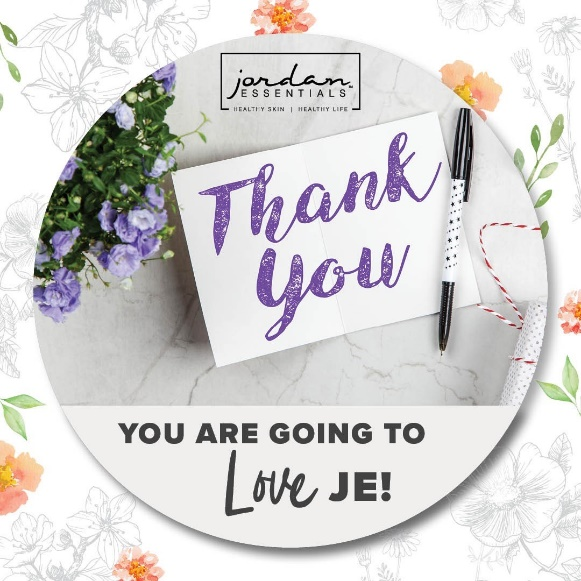 jordan
ESSENTIALS
HEALTHY SKIN | HEALTHY LIFE
Thank
You
YOU ARE GOING TO
Love JE!